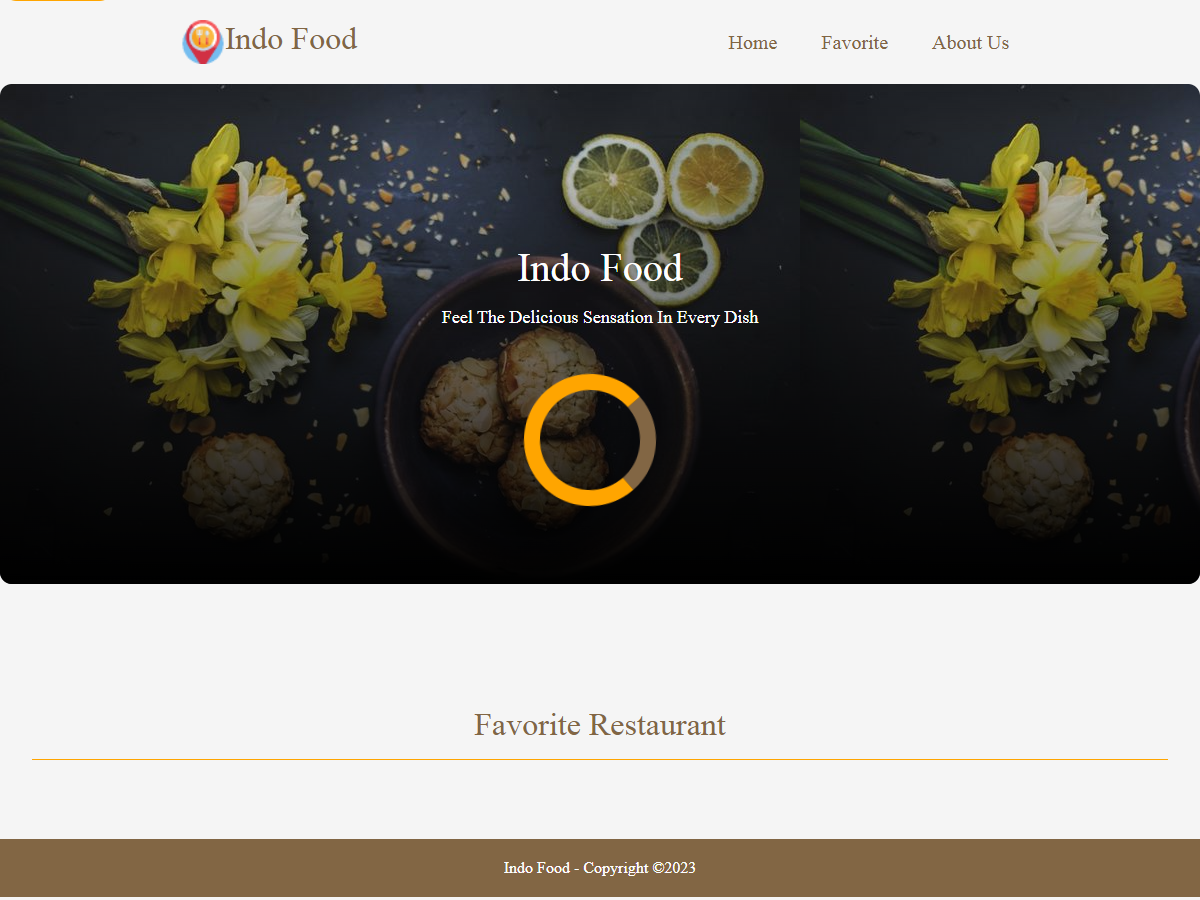 Indo Food
Home
Favorite
About Us
Indo Food
Feel The Delicious Sensation In Every Dish
Favorite Restaurant
Indo Food - Copyright ©2023